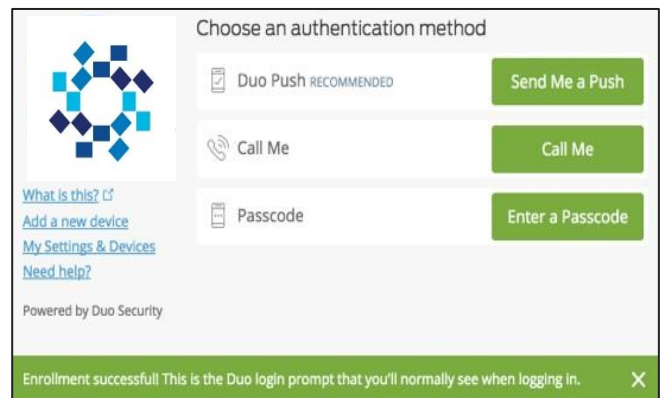 Choose an authentication method
Duo Push RECOMMENDED
Send Me a Push
Call Me
Call Me
Passcode
Enter a Passcode
What is this?
Add a new device
My Settings & Devices
Need help?
Powered by Duo Security
Enrollment successful! This is the Duo login prompt that you'll normally see when logging in.